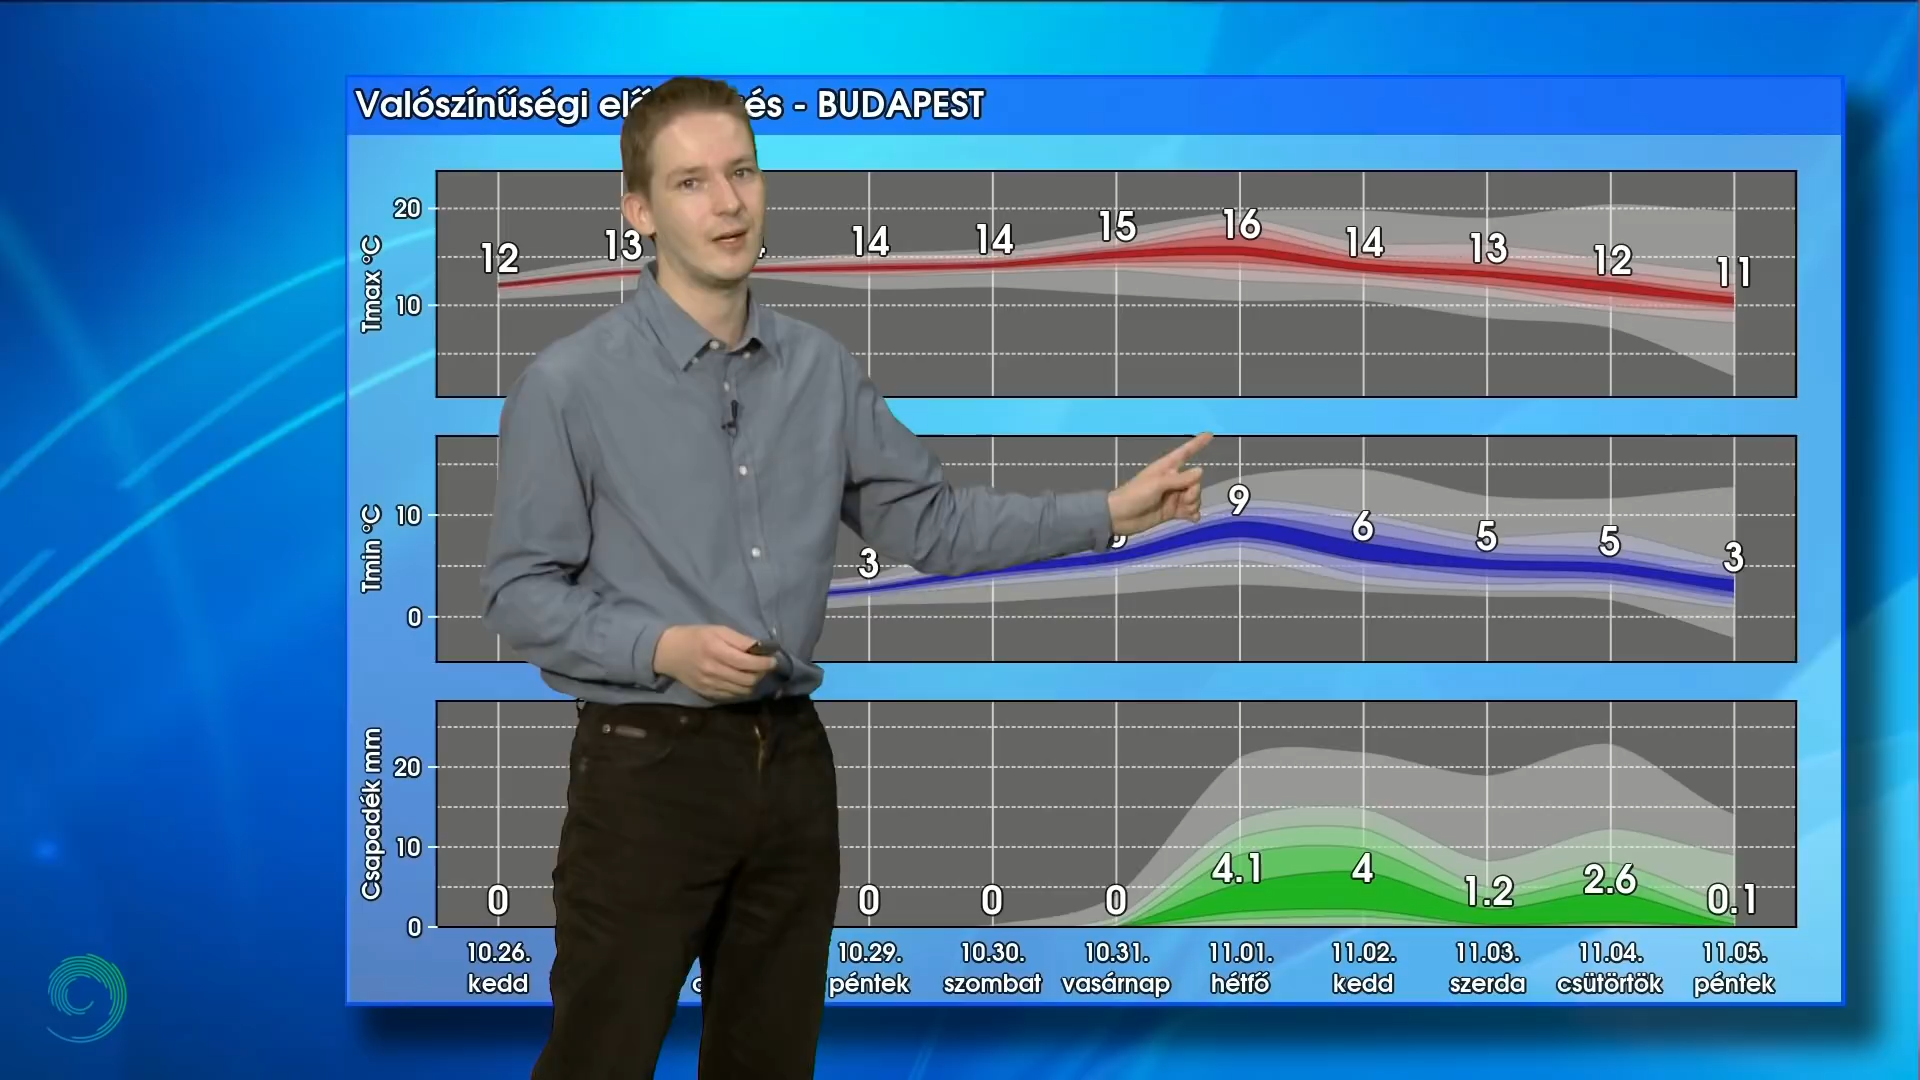 Valószínűségi - BUDAPEST
Tmax °C
20
10
12 13 14 14 15 16 14 13 12 11
Tmin °C
10
0
3 9 6 5 5 3
Csapadék mm
20
10
0
0 0 0 0 4.1 4 1.2 2.6 0.1
10.26. 10.29. 10.30. 10.31. 11.01. 11.02. 11.03. 11.04. 11.05.
kedd péntek szombat vasárnap hétfő kedd szerda csütörtök péntek